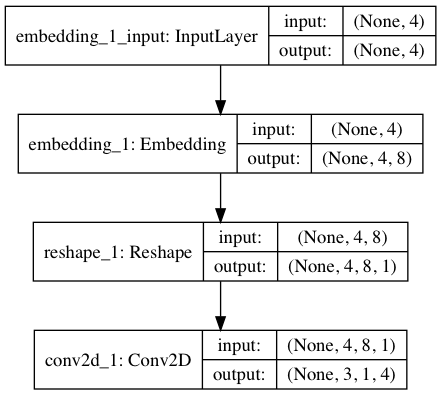 embedding_1_input: InputLayer
input: (None, 4)
output: (None, 4)
embedding_1: Embedding
input: (None, 4)
output: (None, 4, 8)
reshape_1: Reshape
input: (None, 4, 8)
output: (None, 4, 8, 1)
conv2d_1: Conv2D
input: (None, 4, 8, 1)
output: (None, 3, 1, 4)